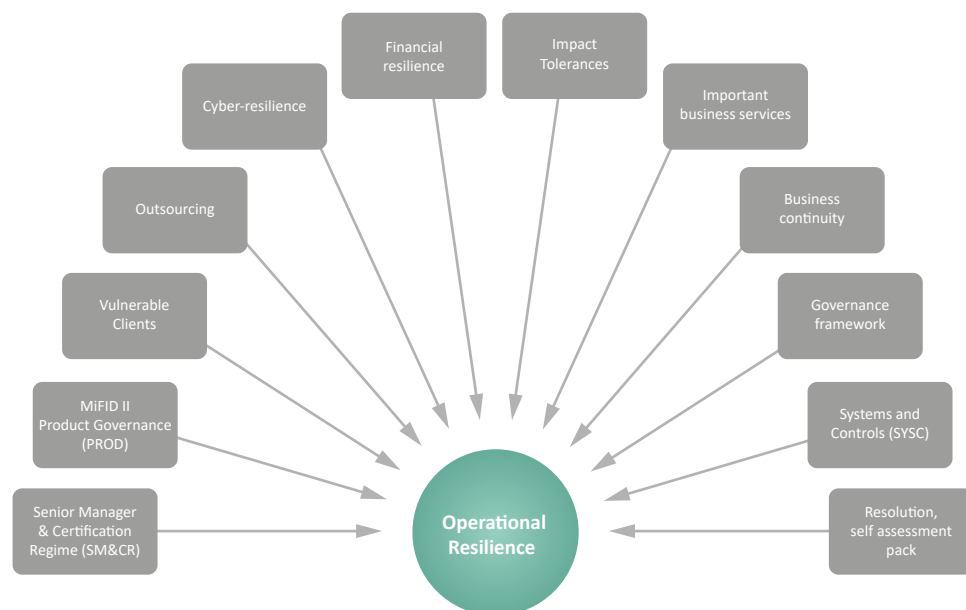 Financial
resilience
Impact
Tolerances
Cyber-resilience
Important
business services
Outsourcing
Business
continuity
Vulnerable
Clients
Governance
framework
MiFID II
Product Governance
(PROD)
Systems and
Controls (SYSC)
Senior Manager
& Certification
Regime (SM&CR)
Operational
Resilience
Resolution,
self assessment
pack